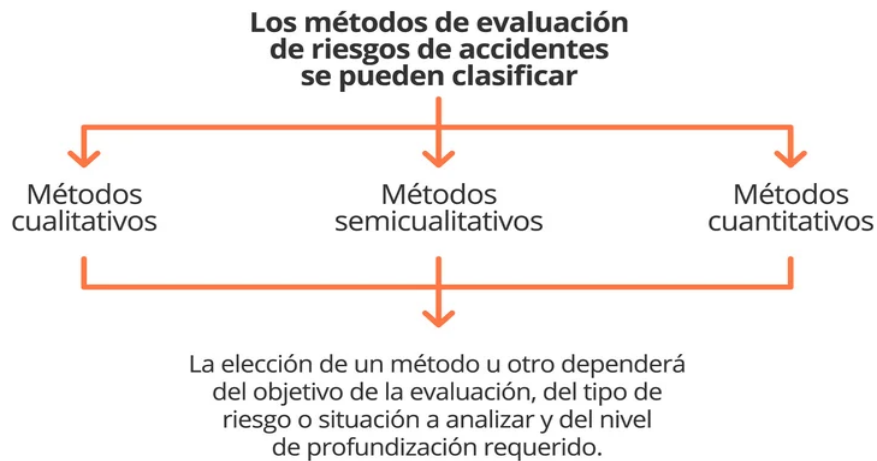 Los métodos de evaluación
de riesgos de accidentes
se pueden clasificar
Métodos
cualitativos
Métodos
semicualitativos
Métodos
cuantitativos
La elección de un método u otro dependerá
del objetivo de la evaluación, del tipo de
riesgo o situación a analizar y del nivel
de profundización requerido.